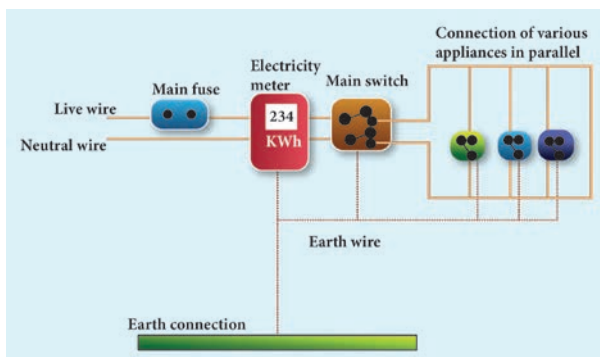 Connection of various
appliances in parallel
Electricity
meter
Main switch
Main fuse
Live wire
234
KWh
Neutral wire
Earth wire
Earth connection